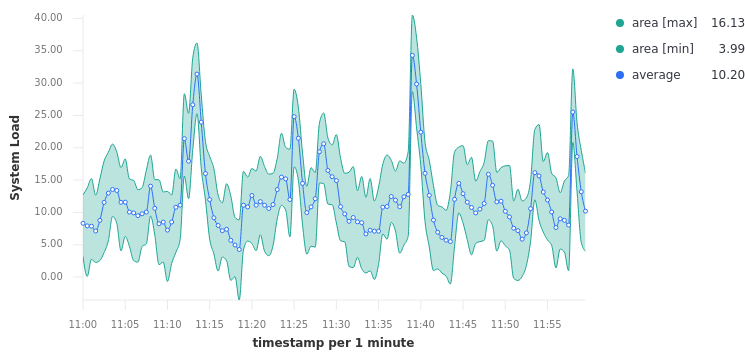 40.00
35.00
30.00
25.00
20.00
15.00
10.00
5.00
0.00
System Load
11:00 11:05 11:10 11:15 11:20 11:25 11:30 11:35 11:40 11:45 11:50 11:55
timestamp per 1 minute
area [max] 16.13
area [min] 3.99
average 10.20